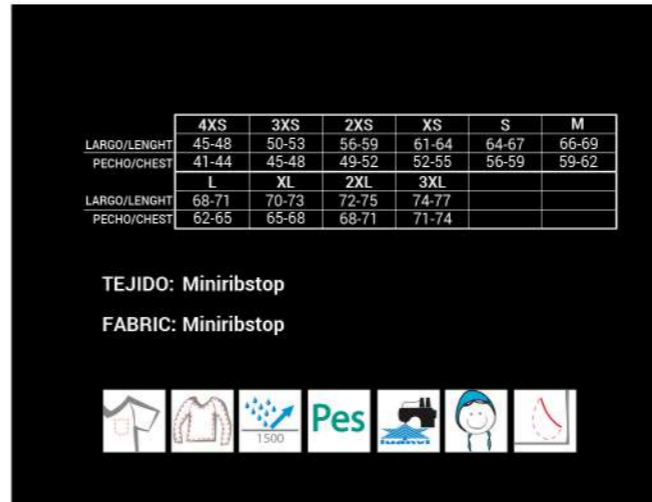 4XS 3XS 2XS XS S M
LARGO/LENGHT 45-48 50-53 56-59 61-64 64-67 66-69
PECHO/CHEST 41-44 45-48 49-52 52-55 56-59 59-62
L XL 2XL 3XL
LARGO/LENGHT 68-71 70-73 72-75 74-77
PECHO/CHEST 62-65 65-68 68-71 71-74
TEJIDO: Miniribstop
FABRIC: Miniribstop
1500 Pes luanvi